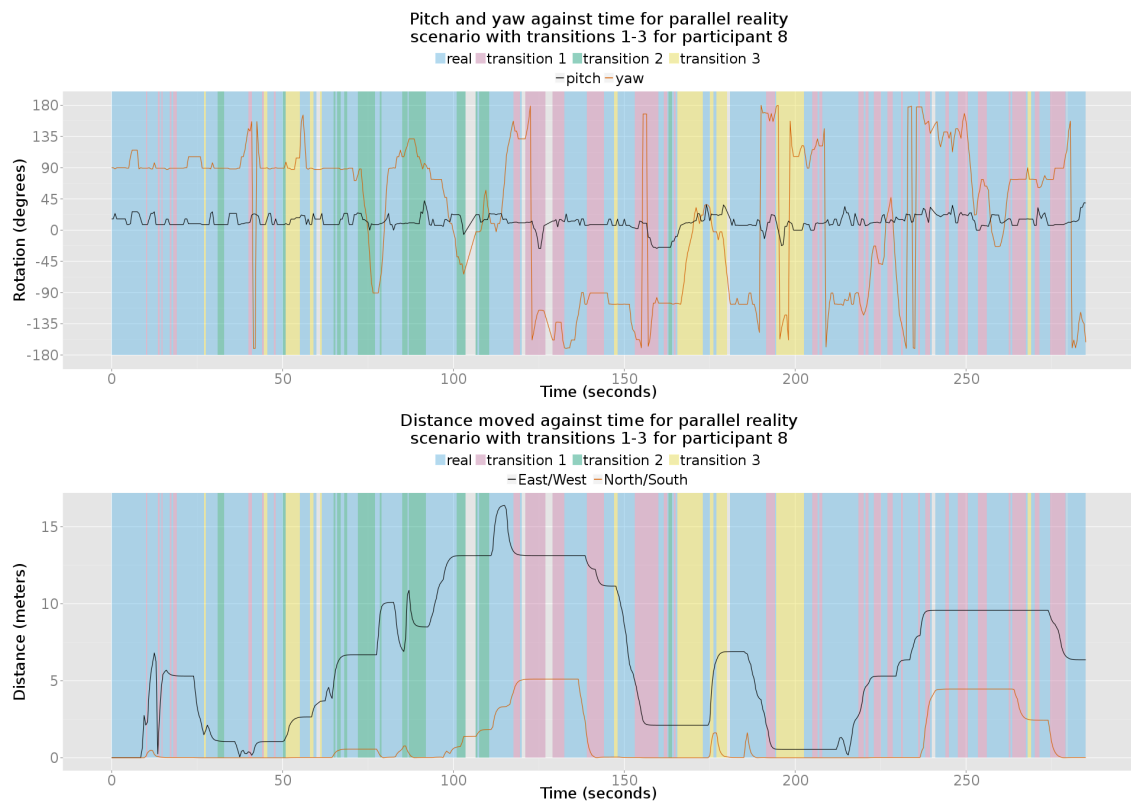 Pitch and yaw against time for parallel reality
scenario with transitions 1-3 for participant 8
real transition 1 transition 2 transition 3
pitch yaw
180
135
90
45
0
-45
-90
-135
-180
Rotation (degrees)
0 50 100 150 200 250
Time (seconds)
Distance moved against time for parallel reality
scenario with transitions 1-3 for participant 8
real transition 1 transition 2 transition 3
East/West North/South
15
10
5
0
Distance (meters)
0 50 100 150 200 250
Time (seconds)